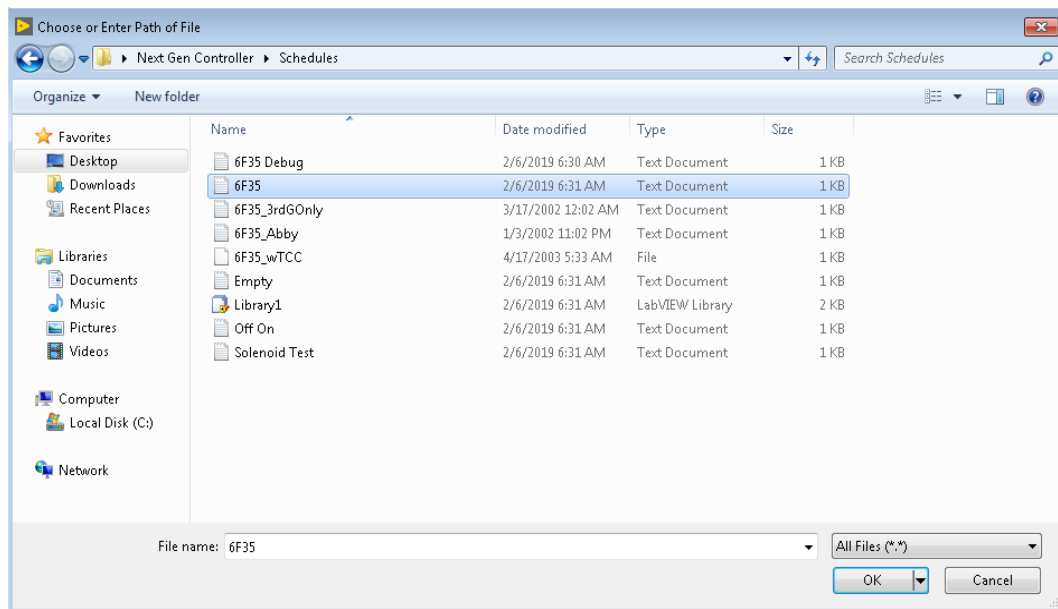 Choose or Enter Path of File
Next Gen Controller Schedules
Search Schedules
Organize New folder
Favorites
Desktop
Downloads
Recent Places
Libraries
Documents
Music
Pictures
Videos
Computer
Local Disk (C:)
Network
Name Date modified Type Size
6F35 Debug 2/6/2019 6:30 AM Text Document 1 KB
6F35 2/6/2019 6:31 AM Text Document 1 KB
6F35_3rdGOnly 3/17/2002 12:02 AM Text Document 1 KB
6F35_Abby 1/3/2002 11:02 PM Text Document 1 KB
6F35_wTCC 4/17/2003 5:33 AM File 1 KB
Empty 2/6/2019 6:31 AM Text Document 1 KB
Library1 2/6/2019 6:31 AM LabVIEW Library 2 KB
Off On 2/6/2019 6:31 AM Text Document 1 KB
Solenoid Test 2/6/2019 6:31 AM Text Document 1 KB
File name: 6F35
All Files (*.*)
OK Cancel